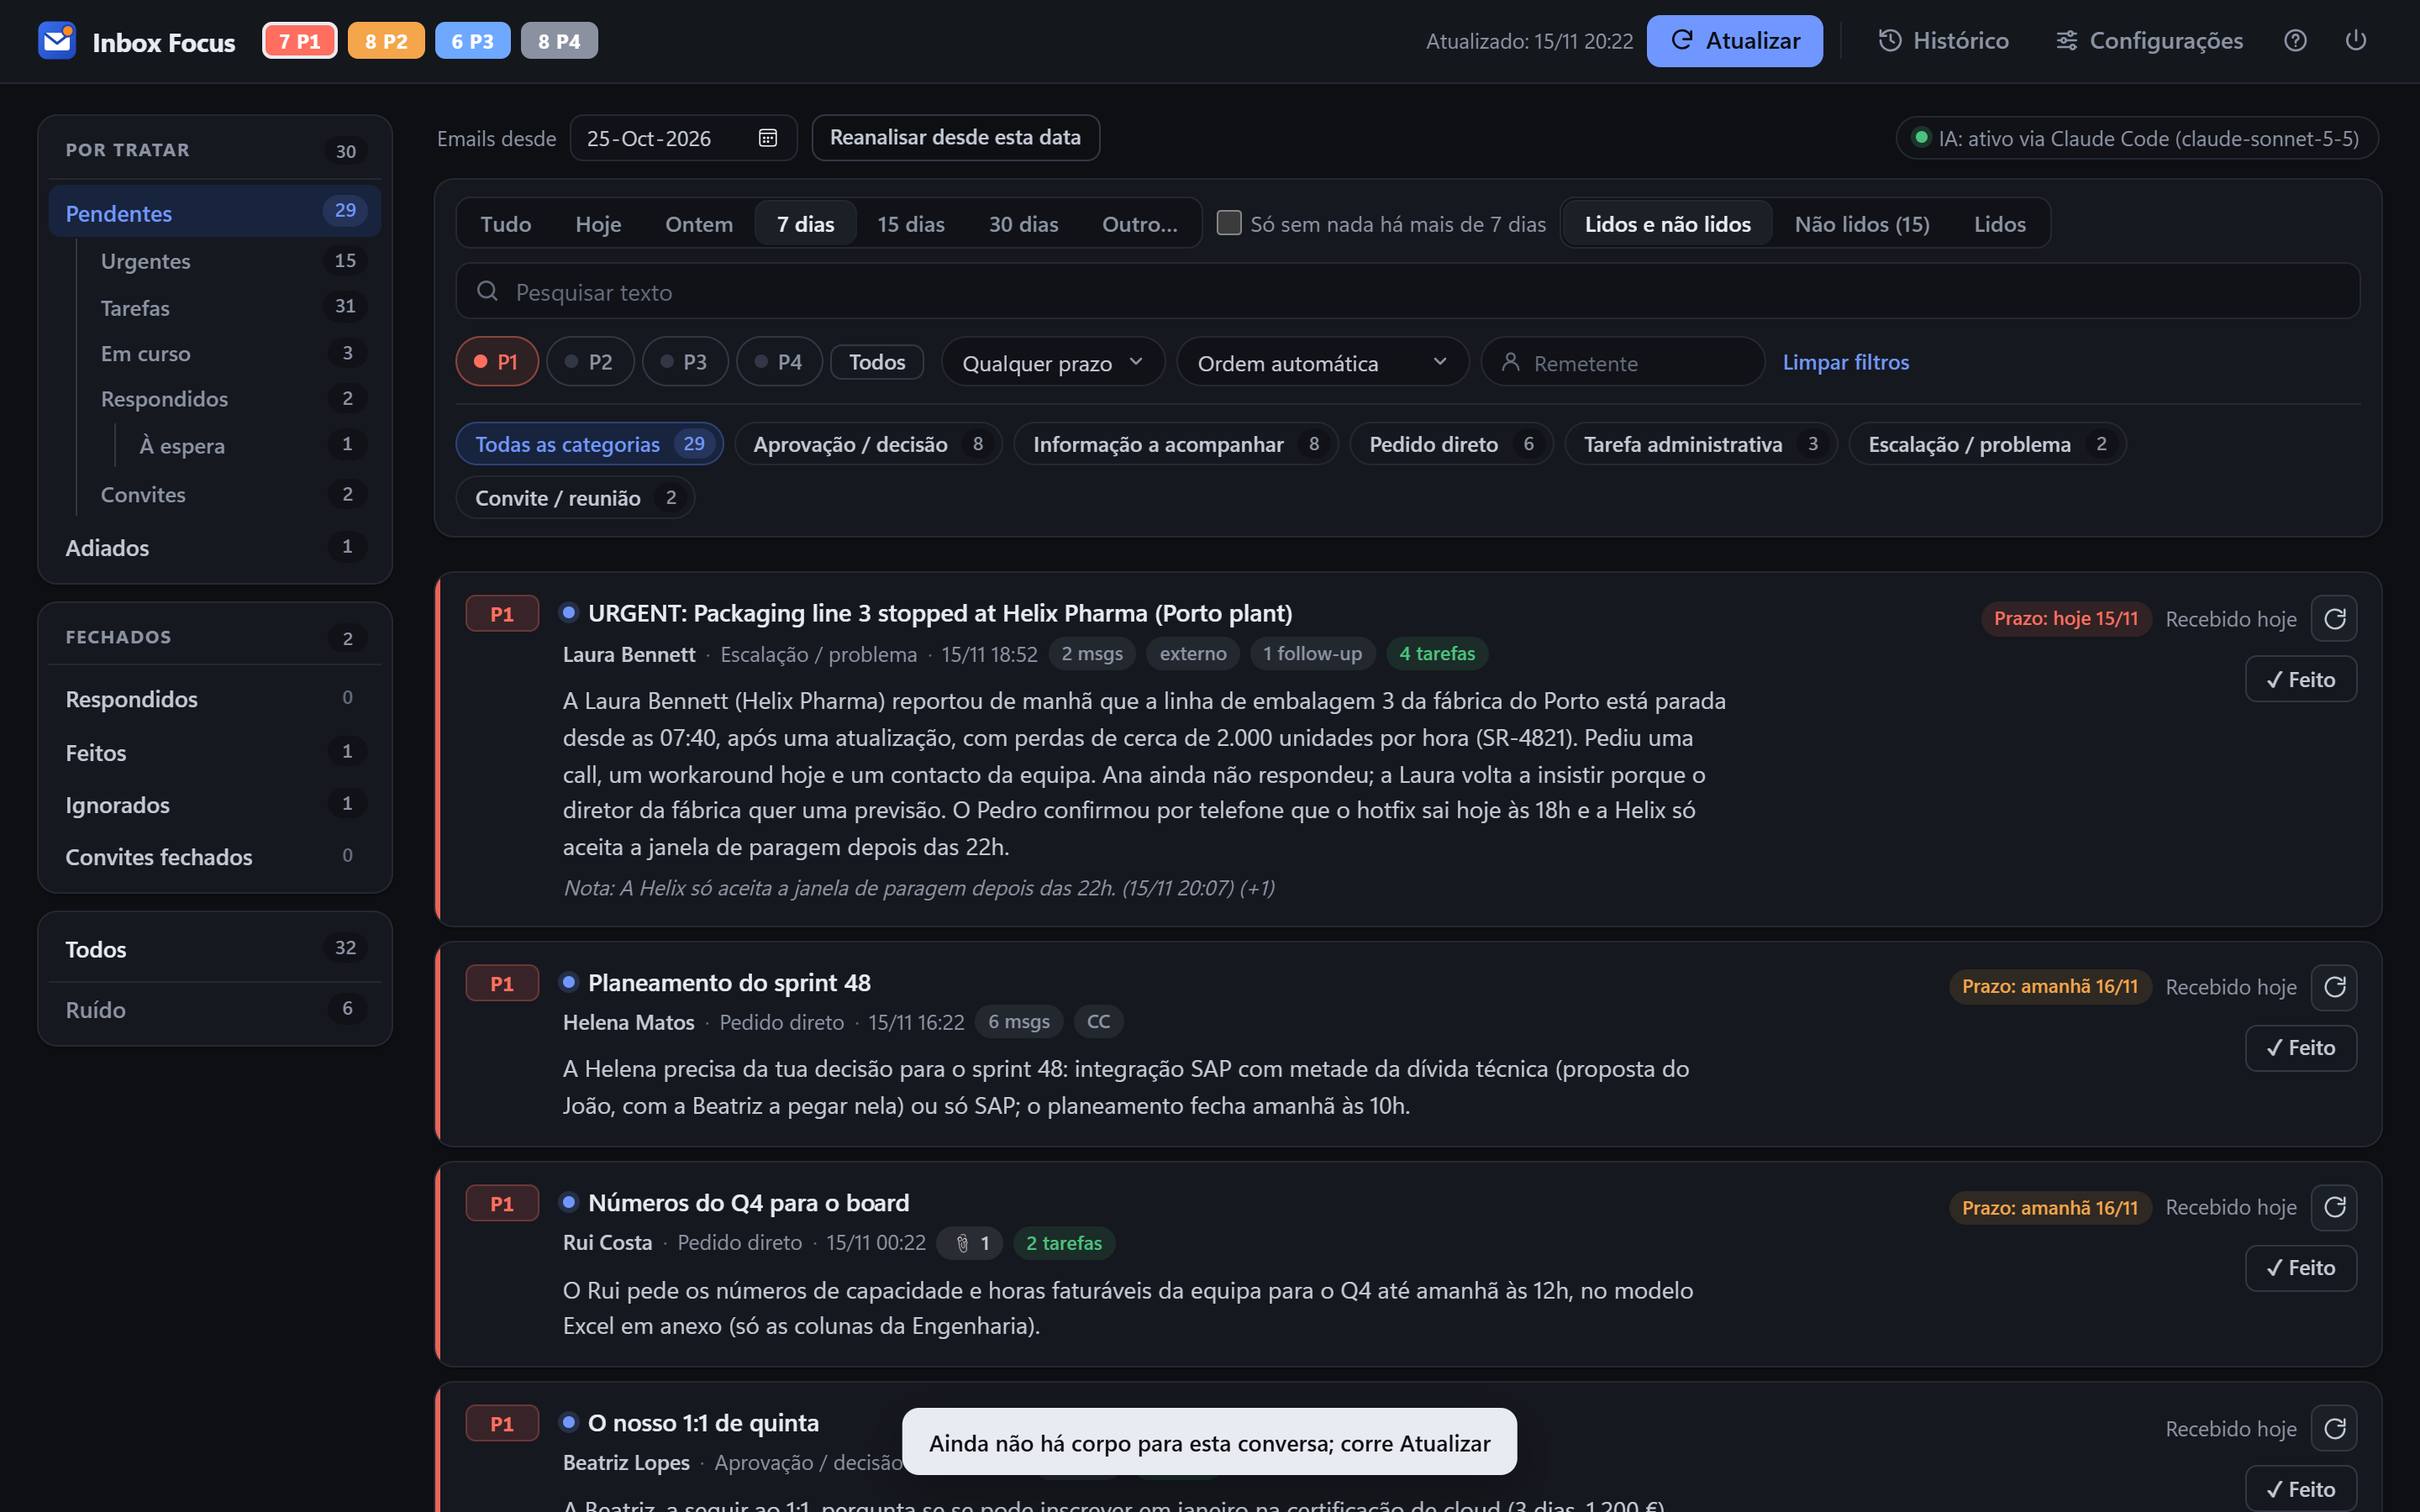 Inbox Focus 7 P1 8 P2 6 P3 8 P4 Atualizado: 15/11 20:22 Atualizar Histórico Configurações
POR TRATAR 30
Pendentes 29
Urgentes 15
Tarefas 31
Em curso 3
Respondidos 2
À espera 1
Convites 2
Adiados 1
FECHADOS 2
Respondidos 0
Feitos 1
Ignorados 1
Convites fechados 0
Todos 32
Ruído 6
Emails desde 25-Oct-2026 Reanalisar desde esta data IA: ativo via Claude Code (claude-sonnet-5-5)
Tudo Hoje Ontem 7 dias 15 dias 30 dias Outro... Só sem nada há mais de 7 dias Lidos e não lidos Não lidos (15) Lidos
Pesquisar texto
P1 P2 P3 P4 Todos Qualquer prazo Ordem automática Remetente Limpar filtros
Todas as categorias 29 Aprovação / decisão 8 Informação a acompanhar 8 Pedido direto 6 Tarefa administrativa 3 Escalação / problema 2
Convite / reunião 2
P1 URGENT: Packaging line 3 stopped at Helix Pharma (Porto plant) Prazo: hoje 15/11 Recebido hoje
Laura Bennett · Escalação / problema · 15/11 18:52 2 msgs externo 1 follow-up 4 tarefas
✓ Feito
A Laura Bennett (Helix Pharma) reportou de manhã que a linha de embalagem 3 da fábrica do Porto está parada
desde as 07:40, após uma atualização, com perdas de cerca de 2.000 unidades por hora (SR-4821). Pediu uma
call, um workaround hoje e um contacto da equipa. Ana ainda não respondeu; a Laura volta a insistir porque o
diretor da fábrica quer uma previsão. O Pedro confirmou por telefone que o hotfix sai hoje às 18h e a Helix só
aceita a janela de paragem depois das 22h.
Nota: A Helix só aceita a janela de paragem depois das 22h. (15/11 20:07) (+1)
P1 Planeamento do sprint 48 Prazo: amanhã 16/11 Recebido hoje
Helena Matos · Pedido direto · 15/11 16:22 6 msgs CC
✓ Feito
A Helena precisa da tua decisão para o sprint 48: integração SAP com metade da dívida técnica (proposta do
João, com a Beatriz a pegar nela) ou só SAP; o planeamento fecha amanhã às 10h.
P1 Números do Q4 para o board Prazo: amanhã 16/11 Recebido hoje
Rui Costa · Pedido direto · 15/11 00:22 1 2 tarefas
✓ Feito
O Rui pede os números de capacidade e horas faturáveis da equipa para o Q4 até amanhã às 12h, no modelo
Excel em anexo (só as colunas da Engenharia).
P1 O nosso 1:1 de quinta Recebido hoje
Beatriz Lopes · Aprovação / decisão
Ainda não há corpo para esta conversa; corre Atualizar
✓ Feito
A Beatriz, a seguir ao 1:1, pergunta se se pode inscrever em janeiro na certificação de cloud (3 dias, 1.200 €)